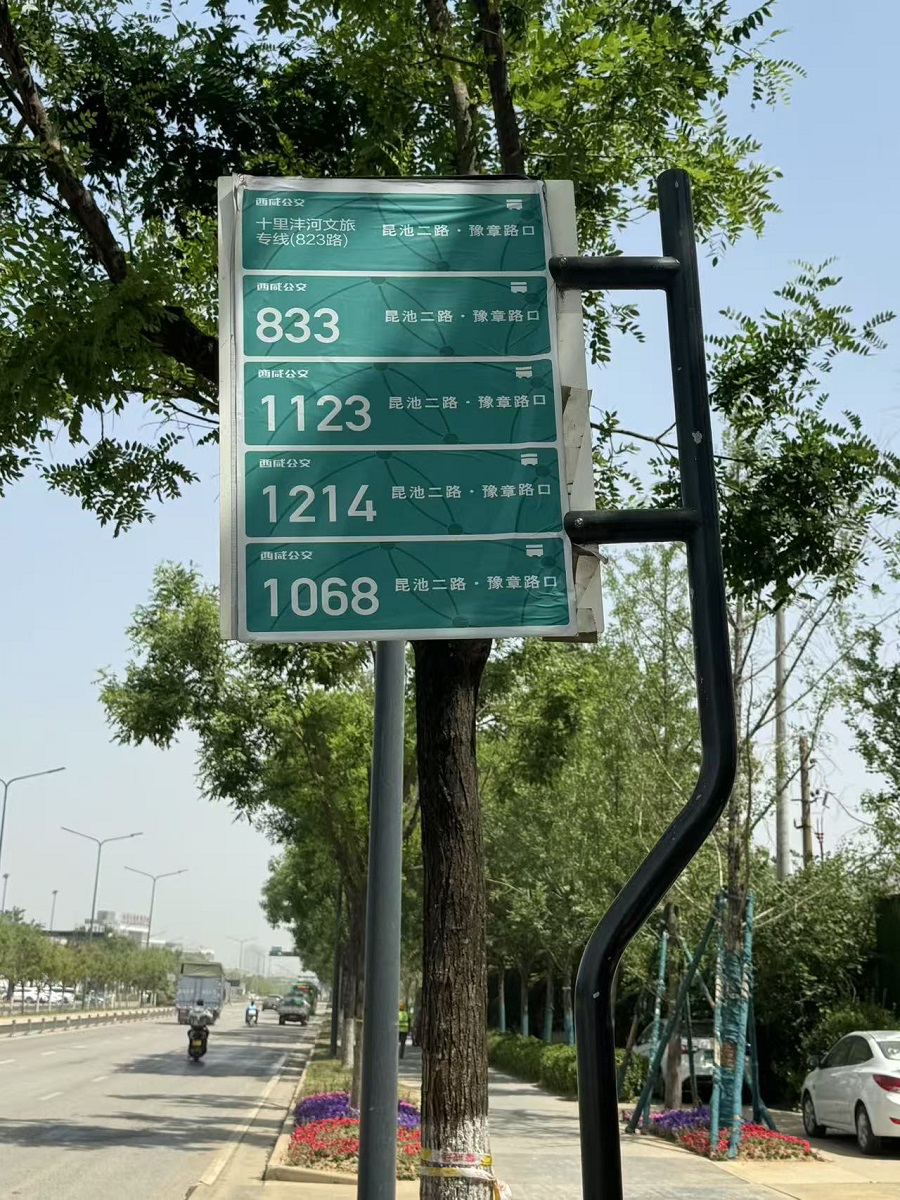 西咸公交
十里沣河文旅
专线(823路)
昆池二路·豫章路口
西咸公交
833
昆池二路·豫章路口
西咸公交
1123
昆池二路·豫章路口
西咸公交
1214
昆池二路·豫章路口
西咸公交
1068
昆池二路·豫章路口